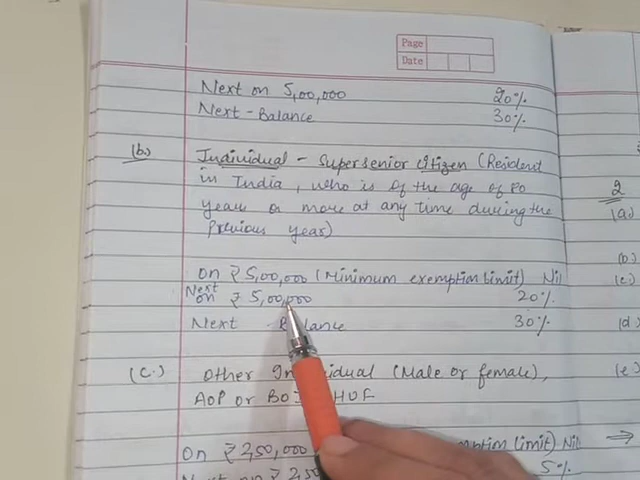 Page
Date
Next on 5,00,000 20%.
Next - Balance 30%.
(b.) Individual - Supersenior citizen (Resident
in India, who is of the age of 80
years or more at any time during the
Previous year)
On ₹ 5,00,000 (Minimum exemption limit) Nil
Next on ₹ 5,00,000 20%.
Next 30%.
(c.) Other Individual (Male or female),
AOP or HUF
On ₹ 2,50,000 limit) Nil
Next on ₹ 5%
2
(a)
(b)
(c)
(d)
(e)